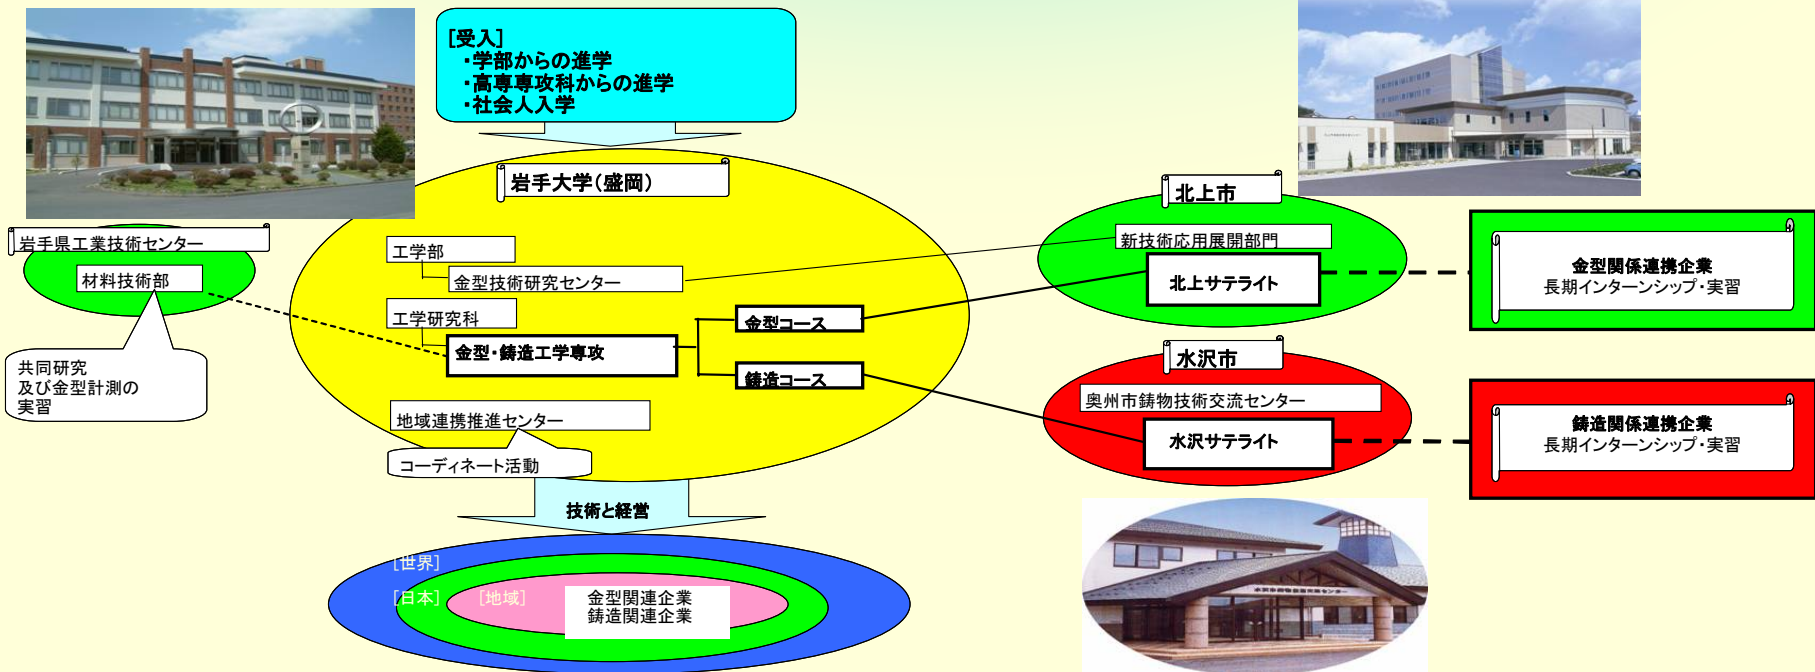 [受入]
・学部からの進学
・高専専攻科からの進学
・社会人入学
岩手大学(盛岡)
岩手県工業技術センター
材料技術部
共同研究
及び金型計測の
実習
工学部
金型技術研究センター
工学研究科
金型・鋳造工学専攻
金型コース
鋳造コース
地域連携推進センター
コーディネート活動
北上市
新技術応用展開部門
北上サテライト
金型関係連携企業
長期インターンシップ・実習
水沢市
奥州市鋳物技術交流センター
水沢サテライト
鋳造関係連携企業
長期インターンシップ・実習
技術と経営
[世界]
[日本]
[地域]
金型関連企業
鋳造関連企業